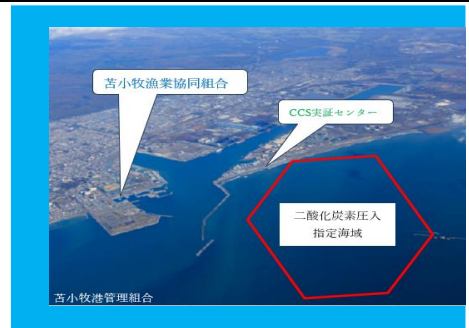 苫小牧漁業協同組合
CCS実証センター
二酸化炭素圧入
指定海域
苫小牧港管理組合